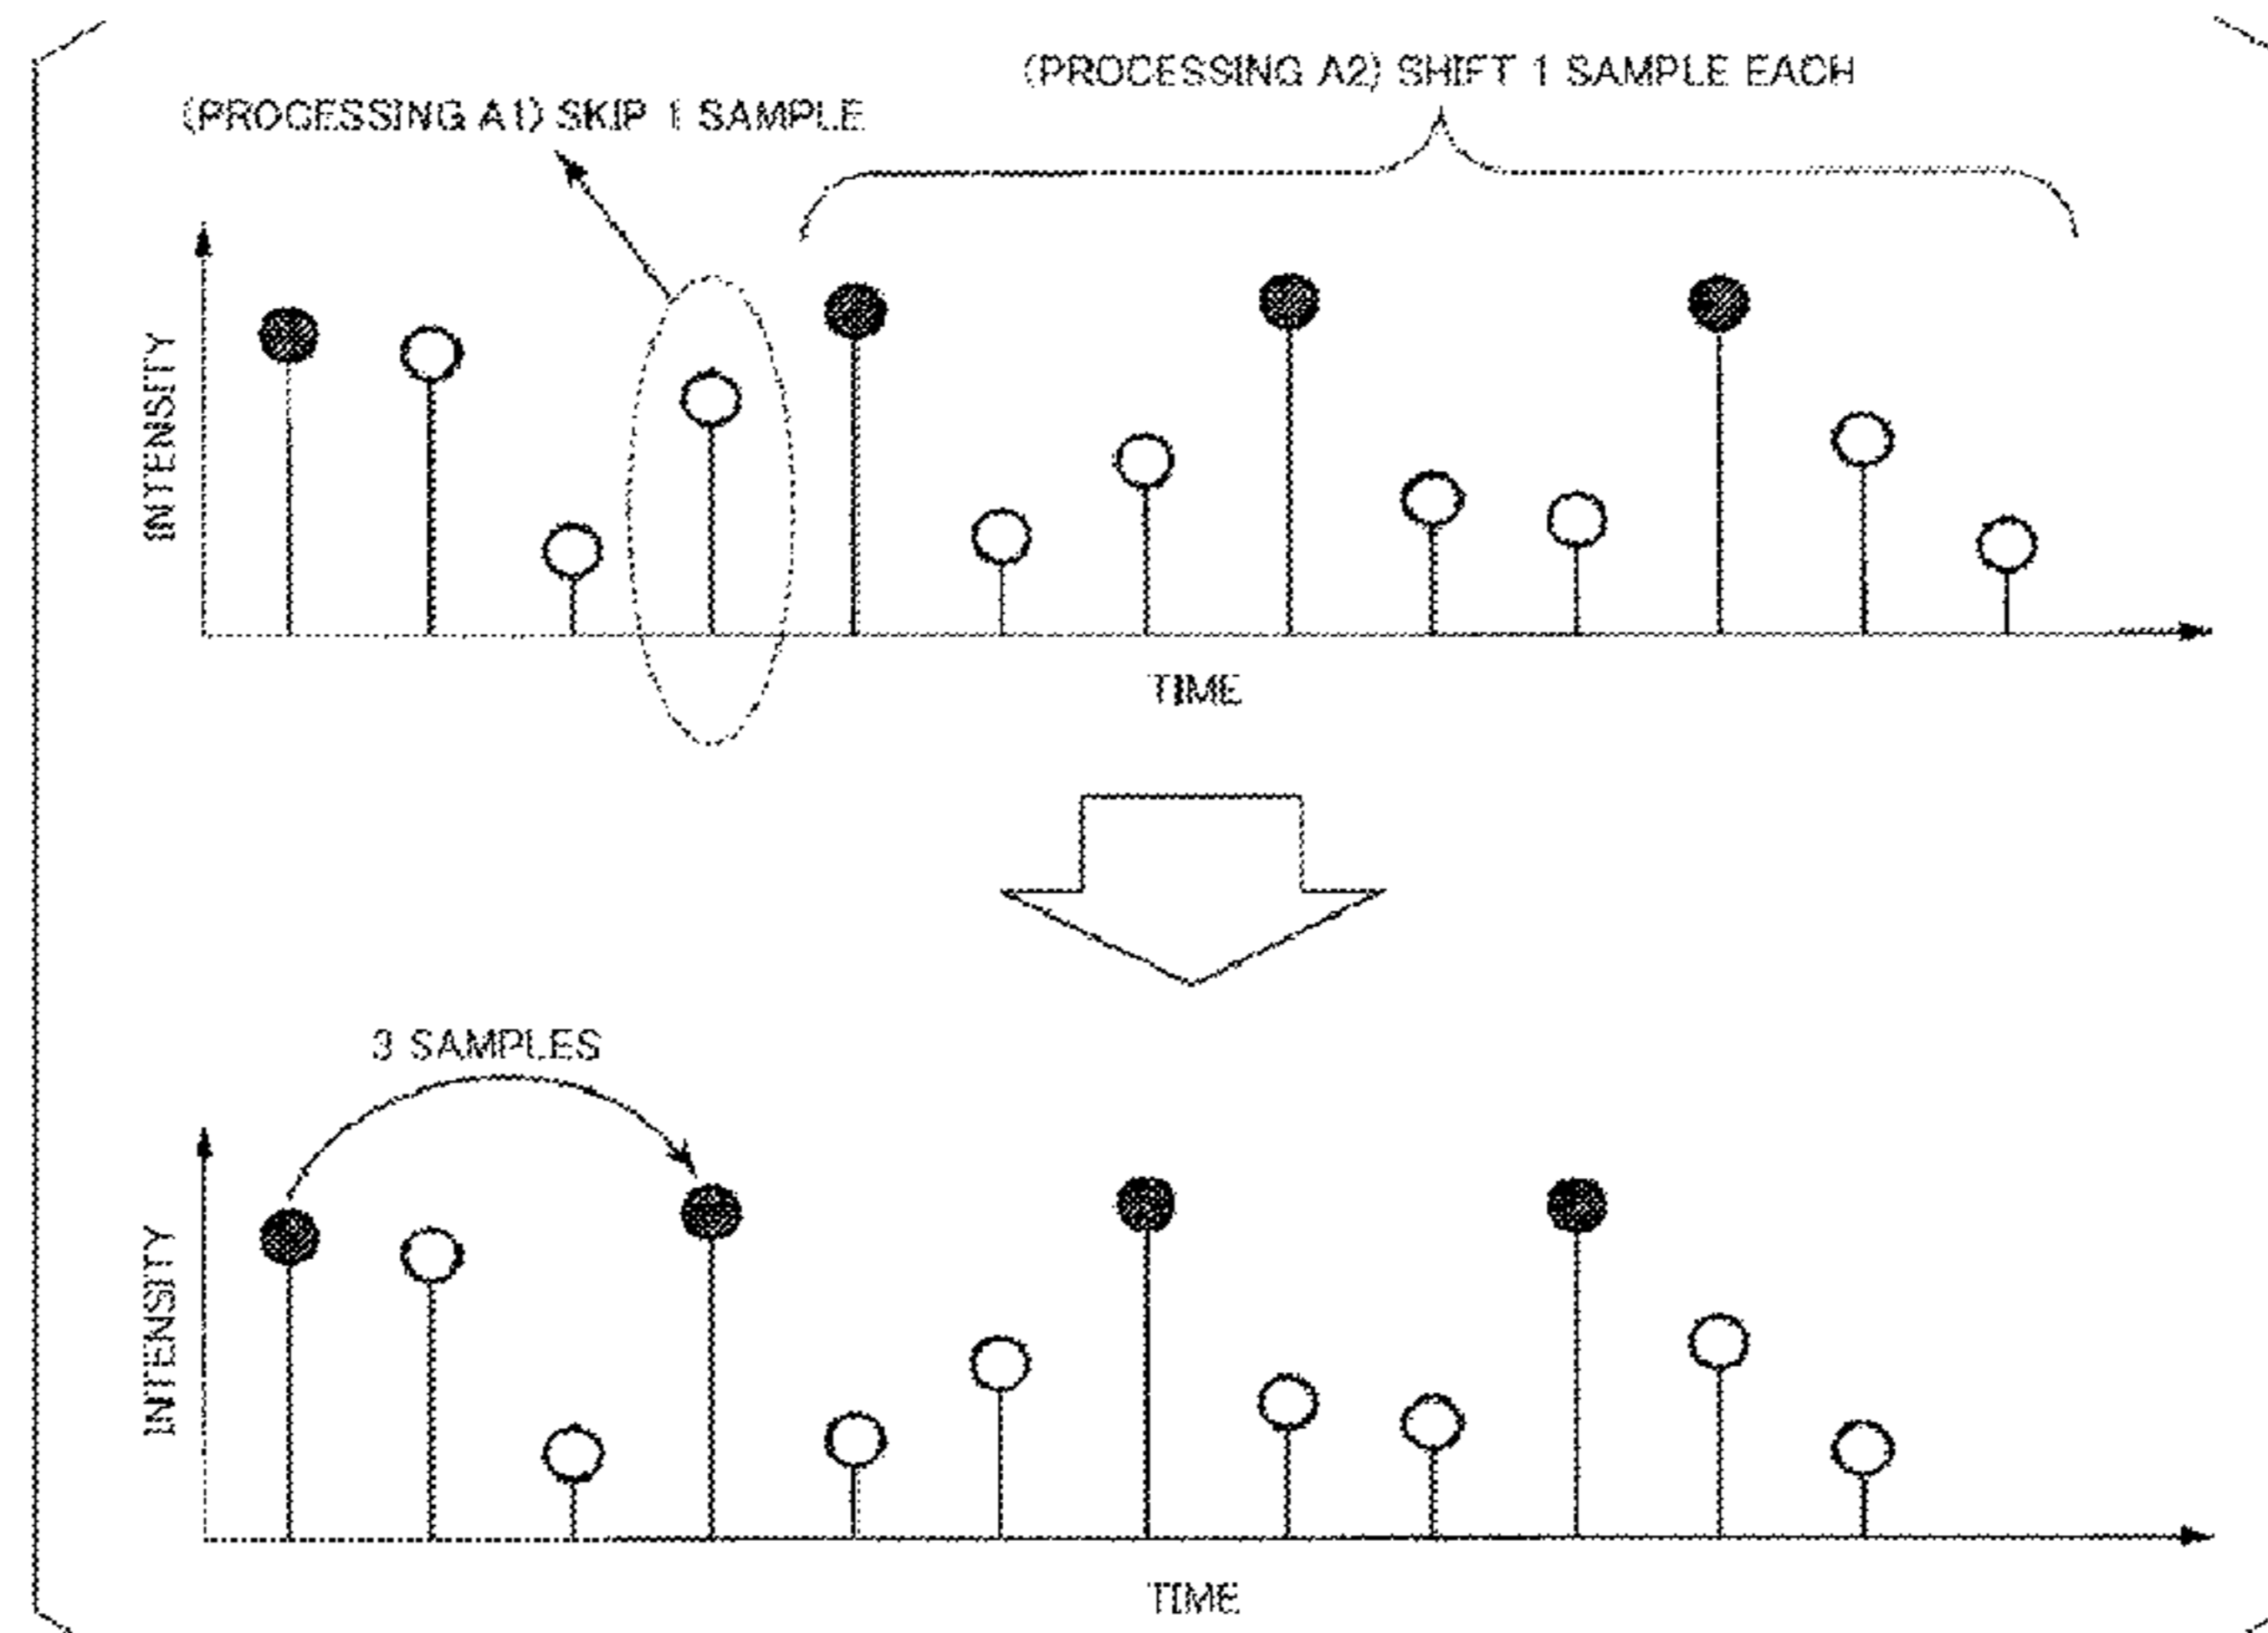 (PROCESSING A2) SHIFT 1 SAMPLE EACH
(PROCESSING A1) SKIP 1 SAMPLE
INTENSITY
TIME
3 SAMPLES
INTENSITY
TIME